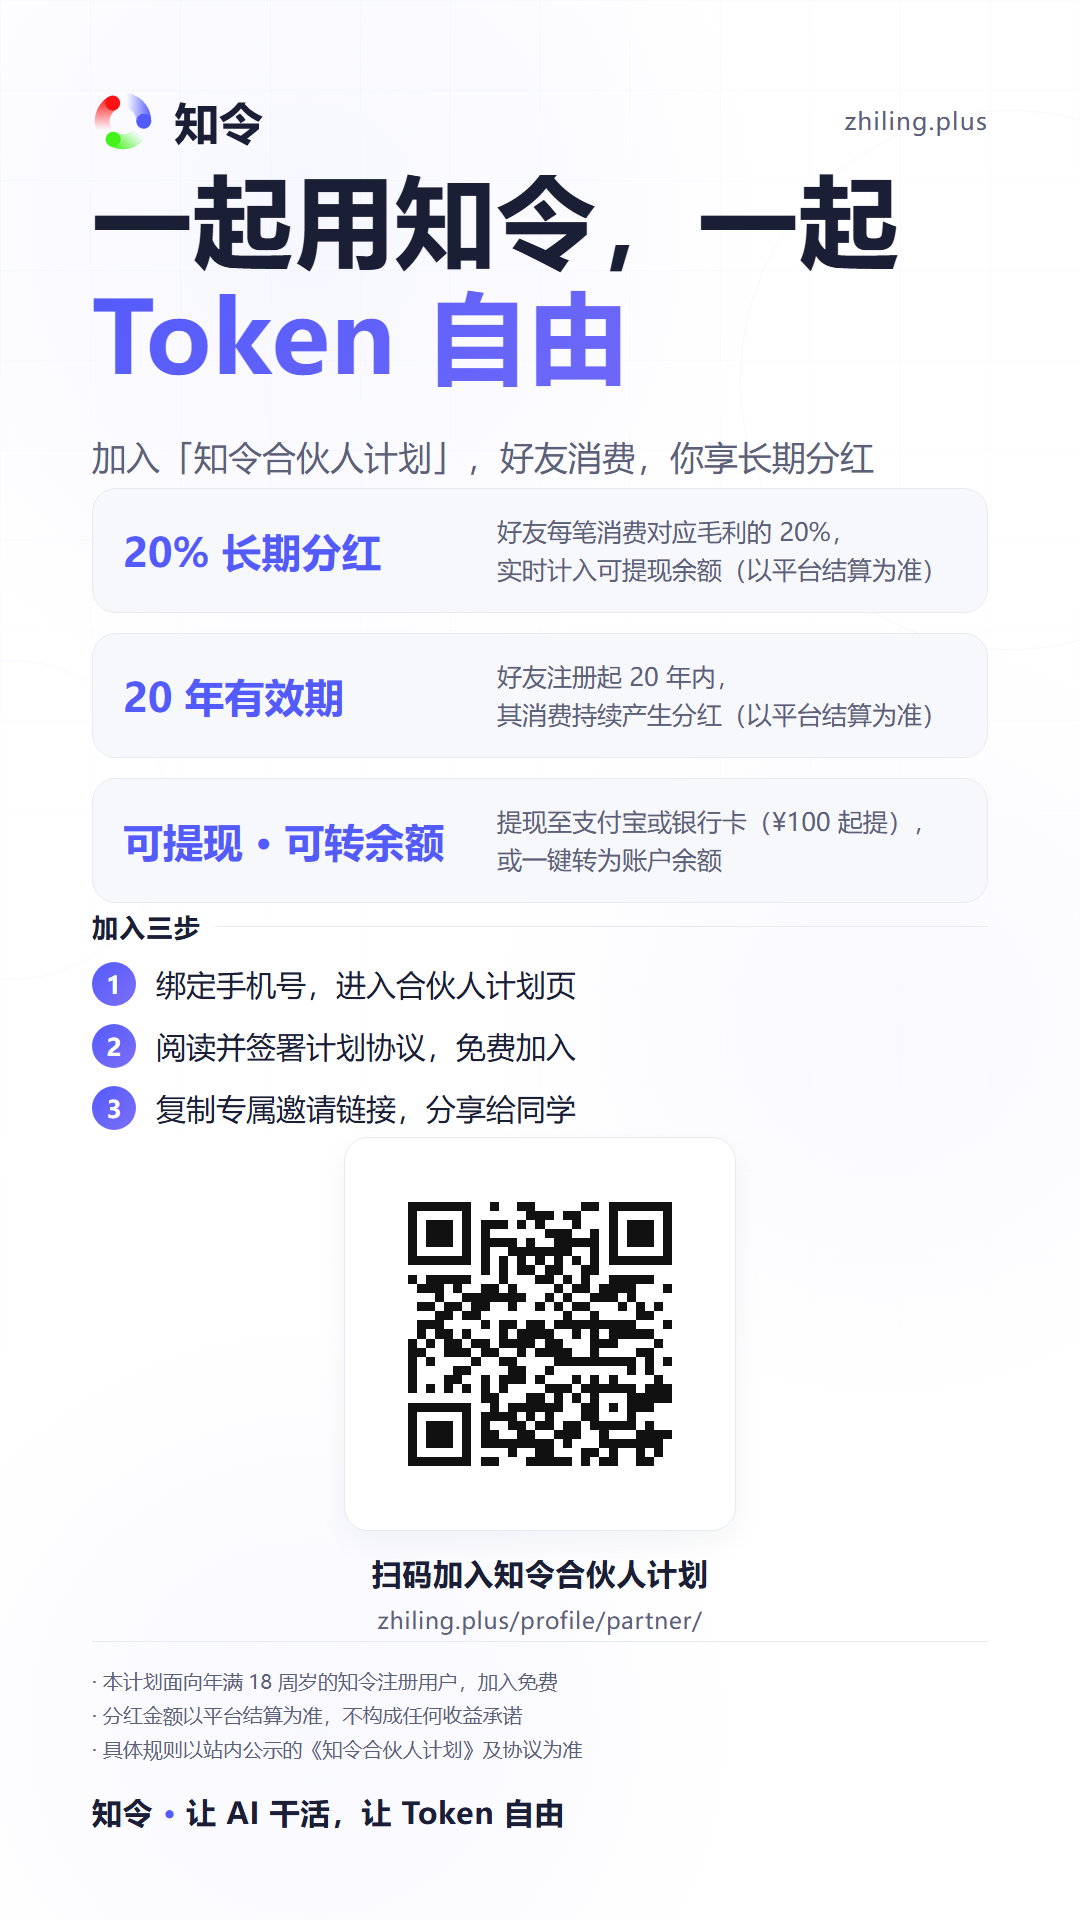 知令
zhiling.plus
一起用知令，一起
Token 自由
加入「知令合伙人计划」，好友消费，你享长期分红
20% 长期分红
好友每笔消费对应毛利的 20%，
实时计入可提现余额（以平台结算为准）
20 年有效期
好友注册起 20 年内，
其消费持续产生分红（以平台结算为准）
可提现 · 可转余额
提现至支付宝或银行卡（¥100 起提），
或一键转为账户余额
加入三步
1 绑定手机号，进入合伙人计划页
2 阅读并签署计划协议，免费加入
3 复制专属邀请链接，分享给同学
扫码加入知令合伙人计划
zhiling.plus/profile/partner/
· 本计划面向年满 18 周岁的知令注册用户，加入免费
· 分红金额以平台结算为准，不构成任何收益承诺
· 具体规则以站内公示的《知令合伙人计划》及协议为准
知令 · 让 AI 干活，让 Token 自由